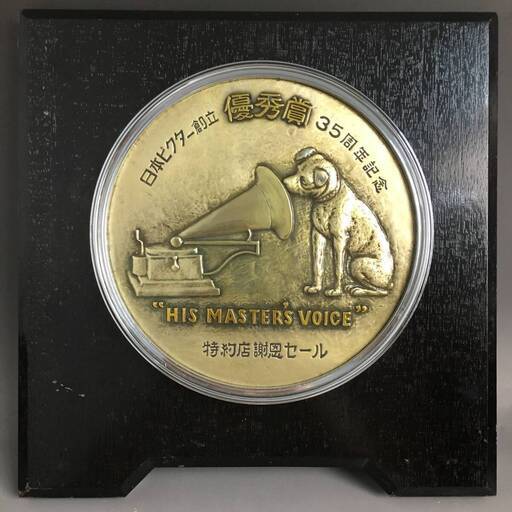 日本ビクター創立 優秀賞 35周年記念
"HIS MASTER'S VOICE"
特約店謝恩セール